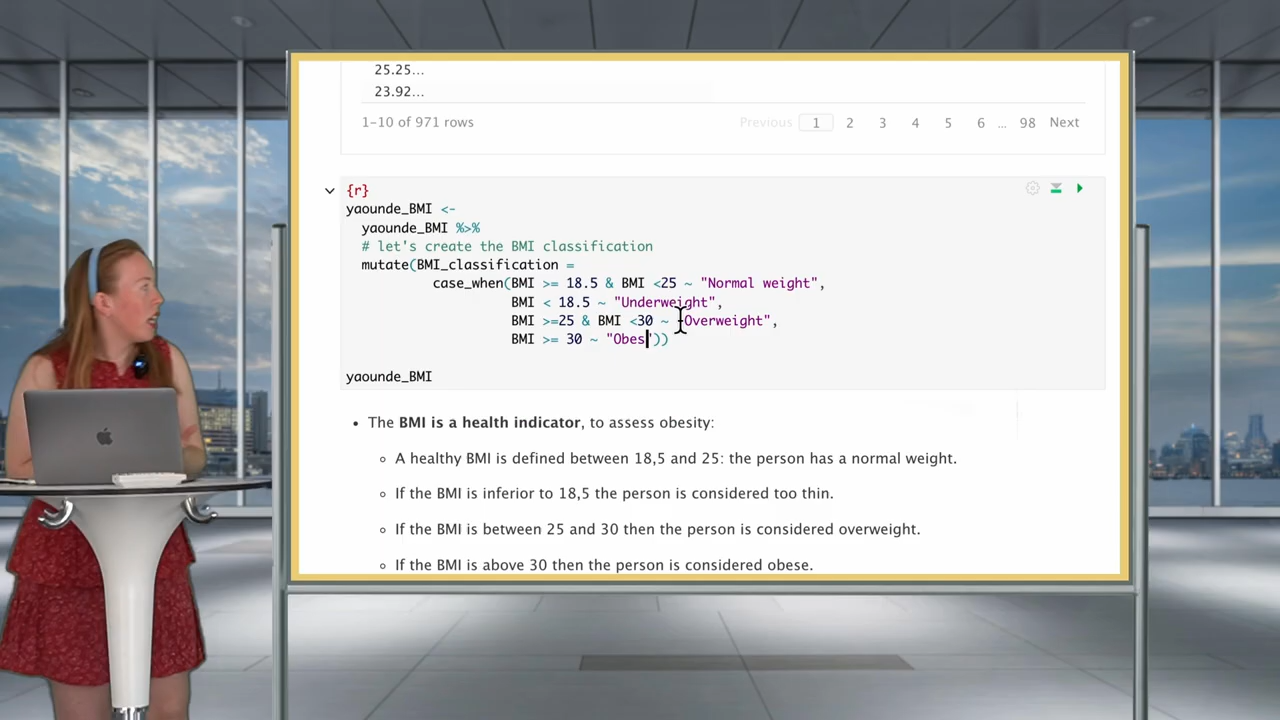 25.25...
23.92...
1-10 of 971 rows
Previous 1 2 3 4 5 6 ... 98 Next
{r}
yaounde_BMI <-
yaounde_BMI %>%
# let's create the BMI classification
mutate(BMI_classification =
case_when(BMI >= 18.5 & BMI <25 ~ "Normal weight",
BMI < 18.5 ~ "Underweight",
BMI >=25 & BMI <30 ~ "Overweight",
BMI >= 30 ~ "Obes"))
yaounde_BMI
• The BMI is a health indicator, to assess obesity:
◦ A healthy BMI is defined between 18,5 and 25: the person has a normal weight.
◦ If the BMI is inferior to 18,5 the person is considered too thin.
◦ If the BMI is between 25 and 30 then the person is considered overweight.
◦ If the BMI is above 30 then the person is considered obese.